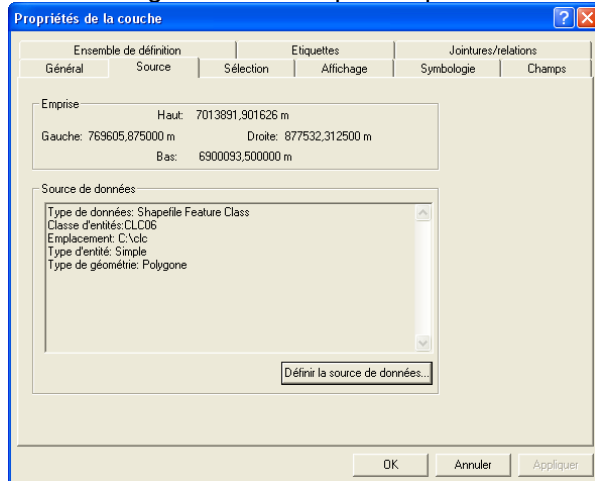 Propriétés de la couche
Ensemble de définition Etiquettes Jointures/relations
Général Source Sélection Affichage Symbologie Champs
Emprise
Haut: 7013891,901626 m
Gauche: 769605,875000 m Droite: 877532,312500 m
Bas: 6900093,500000 m
Source de données
Type de données: Shapefile Feature Class
Classe d'entités:CLC06
Emplacement: C:\clc
Type d'entité: Simple
Type de géométrie: Polygone
Définir la source de données...
OK Annuler Appliquer